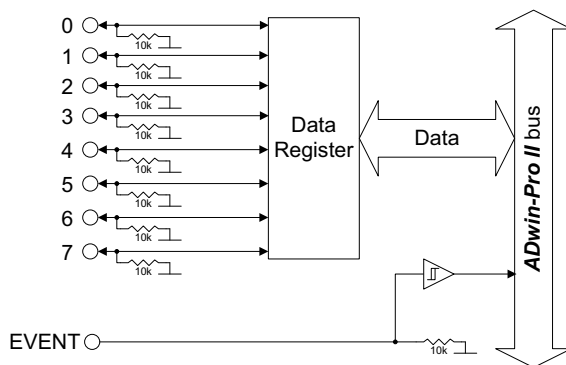 0
10k
1
10k
2
10k
3
10k
4
10k
5
10k
6
10k
7
10k
Data
Register
Data
ADwin-Pro II bus
EVENT
10k